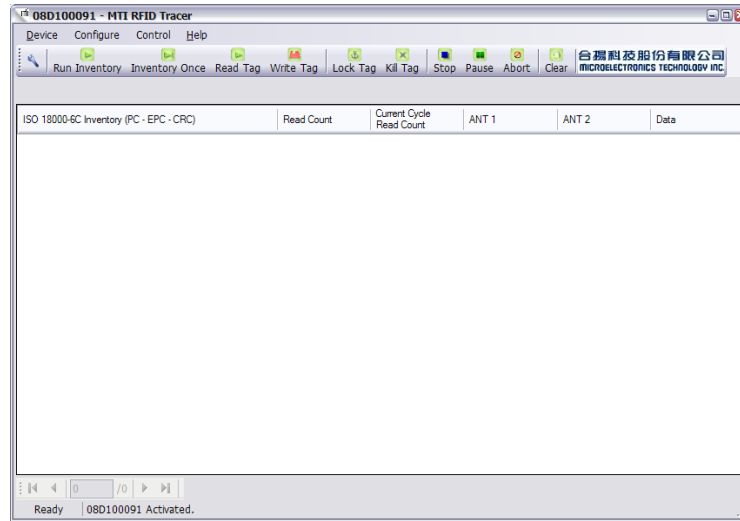 08D100091 - MTI RFID Tracer
Device Configure Control Help
Run Inventory Inventory Once Read Tag Write Tag Lock Tag Kill Tag Stop Pause Abort Clear
合揚科技股份有限公司
MICROELECTRONICS TECHNOLOGY INC.
ISO 18000-6C Inventory (PC - EPC - CRC) Read Count Current Cycle Read Count ANT 1 ANT 2 Data
0 /0
Ready 08D100091 Activated.